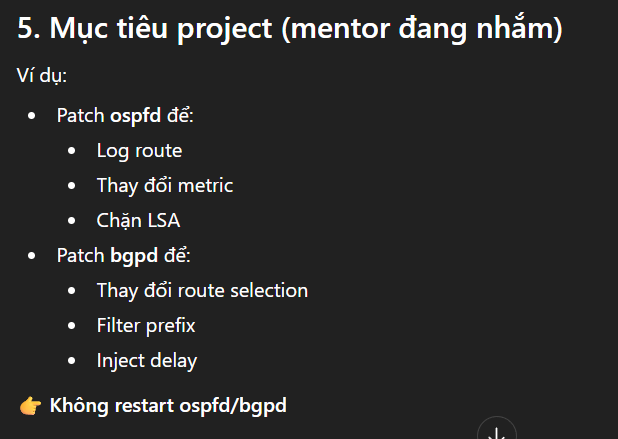 5. Mục tiêu project (mentor đang nhắm)
Ví dụ:
Patch ospfd để:
Log route
Thay đổi metric
Chặn LSA
Patch bgpd để:
Thay đổi route selection
Filter prefix
Inject delay
👉 Không restart ospfd/bgpd